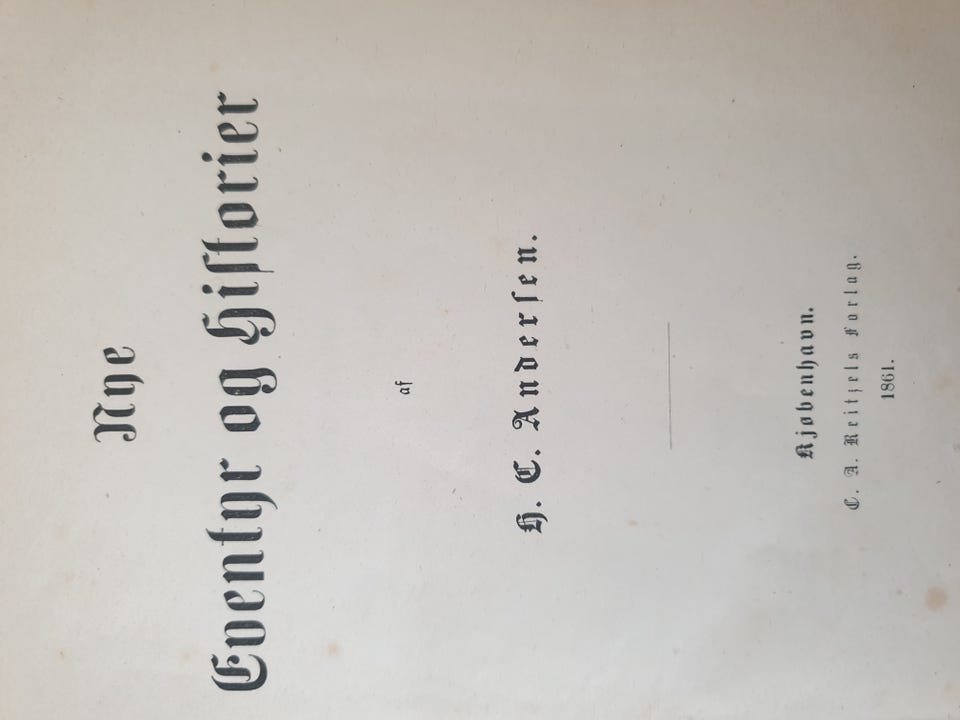 Nye
Eventyr og Hiſtorier
af
H. C. Anderſen.
Kjøbenhavn.
C. A. Reitzels Forlag.
1861.